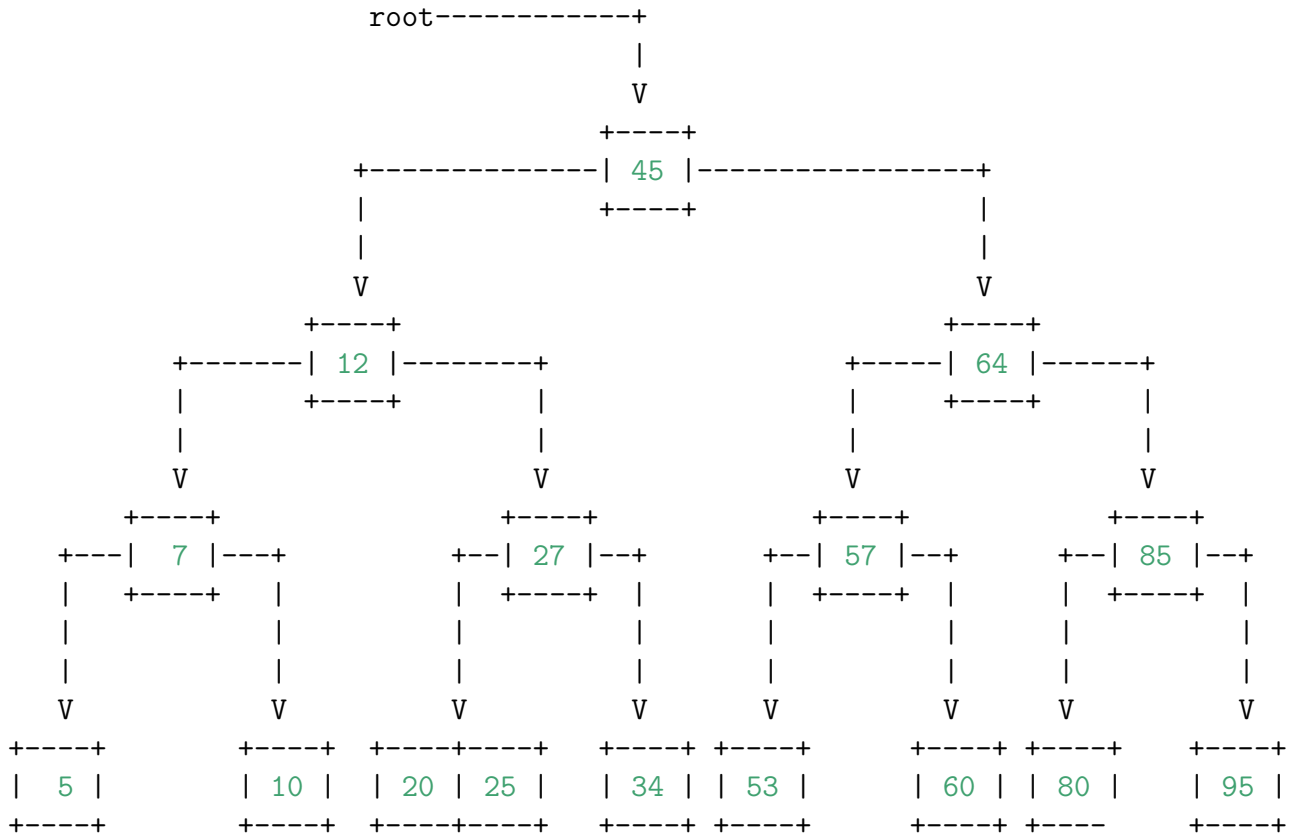 root------------+
|
V
+----+
+--------------| 45 |-----------------+
| +----+ |
| |
V V
+----+ +----+
+-------| 12 |--------+ +-----| 64 |------+
| +----+ | | +----+ |
| | | |
V V V V
+----+ +----+ +----+ +----+
+---| 7 |---+ +--| 27 |--+ +--| 57 |--+ +--| 85 |--+
| +----+ | | +----+ | | +----+ | | +----+ |
| | | | | | | |
| | | | | | | |
V V V V V V V V
+----+ +----+ +----+----+ +----+ +----+ +----+ +----+ +----+
| 5 | | 10 | | 20 | 25 | | 34 | | 53 | | 60 | | 80 | | 95 |
+----+ +----+ +----+----+ +----+ +----+ +----+ +---- +----+